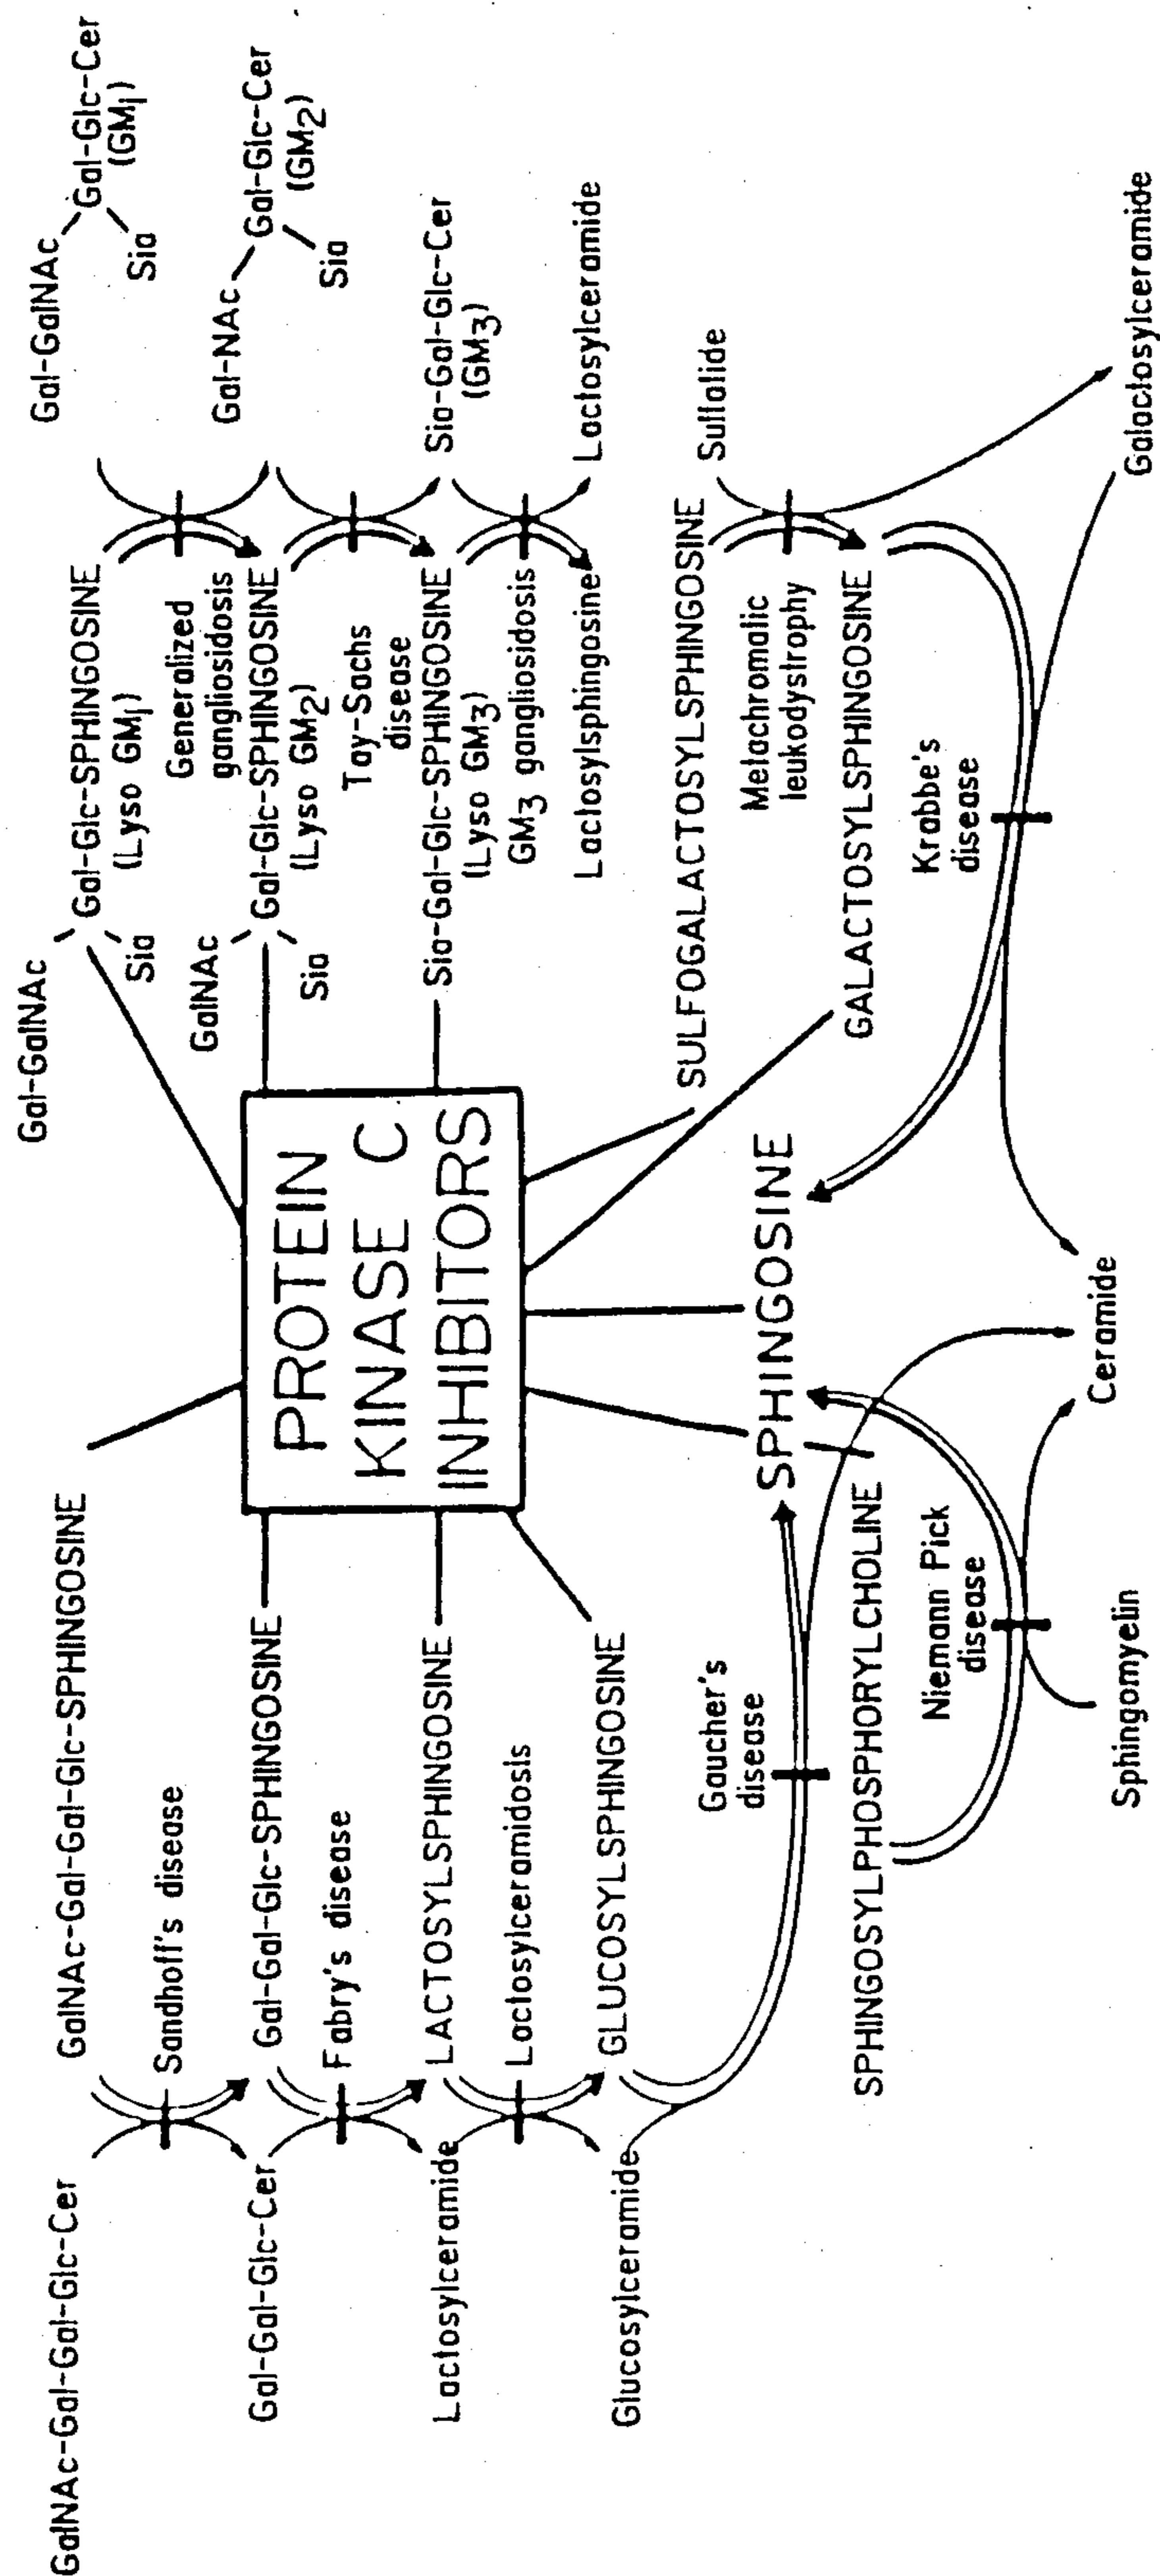 GalNAc-Gal-Gal-Glc-Cer
GalNAc-Gal-Gal-Glc-SPHINGOSINE
Sandhoff's disease
Gal-Gal-Glc-Cer
Gal-Gal-Glc-SPHINGOSINE
Fabry's disease
Lactosylceramide
LACTOSYLSPHINGOSINE
Lactosylceramidosis
Glucosylceramide
GLUCOSYLSPHINGOSINE
Gaucher's
disease
SPHINGOSYLPHOSPHORYLCHOLINE
Niemann Pick
disease
Sphingomyelin
PROTEIN
KINASE C
INHIBITORS
SPHINGOSINE
Ceramide
Gal-GalNAc
Gal-Glc-SPHINGOSINE
Sia
(Lyso GM1)
Generalized
gangliosidosis
GalNAc
Gal-Glc-SPHINGOSINE
Sia
(Lyso GM2)
Tay-Sachs
disease
Sia-Gal-Glc-SPHINGOSINE
(Lyso GM3)
GM3 gangliosidosis
Lactosylsphingosine
SULFOGALACTOSYLSPHINGOSINE
Metachromatic
leukodystrophy
GALACTOSYLSPHINGOSINE
Krabbe's
disease
Gal-GalNAc
Gal-Glc-Cer
Sia
(GM1)
Gal-NAc
Gal-Glc-Cer
Sia
(GM2)
Sia-Gal-Glc-Cer
(GM3)
Lactosylceramide
Sulfatide
Galactosylceramide